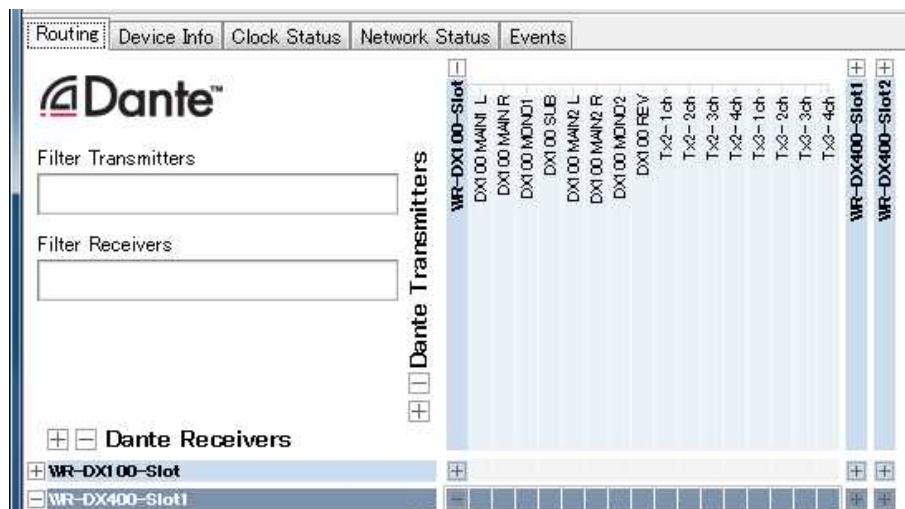 Routing Device Info Clock Status Network Status Events
Dante™
Filter Transmitters
Filter Receivers
Dante Transmitters
WR-DX100-Slot
DX100 MAIN1 L
DX100 MAIN R
DX100 MONO1
DX100 SUB
DX100 MAIN2 L
DX100 MAIN2 R
DX100 MONO2
DX100 REV
Tx2-1ch
Tx2-2ch
Tx2-3ch
Tx2-4ch
Tx3-1ch
Tx3-2ch
Tx3-3ch
Tx3-4ch
WR-DX400-Slot1
WR-DX400-Slot2
Dante Receivers
WR-DX100-Slot
WR-DX400-Slot1